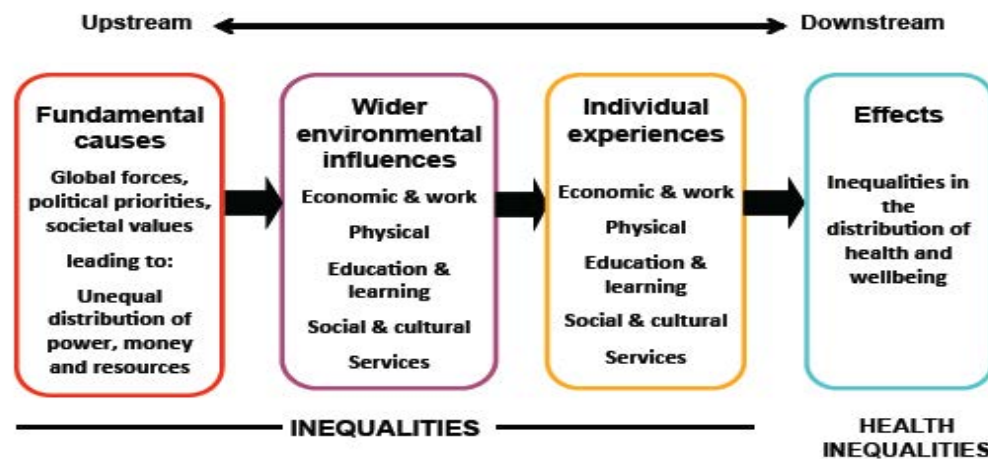 Upstream
Downstream
Fundamental
causes
Global forces,
political priorities,
societal values
leading to:
Unequal
distribution of
power, money
and resources
Wider
environmental
influences
Economic & work
Physical
Education &
learning
Social & cultural
Services
Individual
experiences
Economic & work
Physical
Education &
learning
Social & cultural
Services
Effects
Inequalities in
the
distribution of
health and
wellbeing
INEQUALITIES
HEALTH
INEQUALITIES